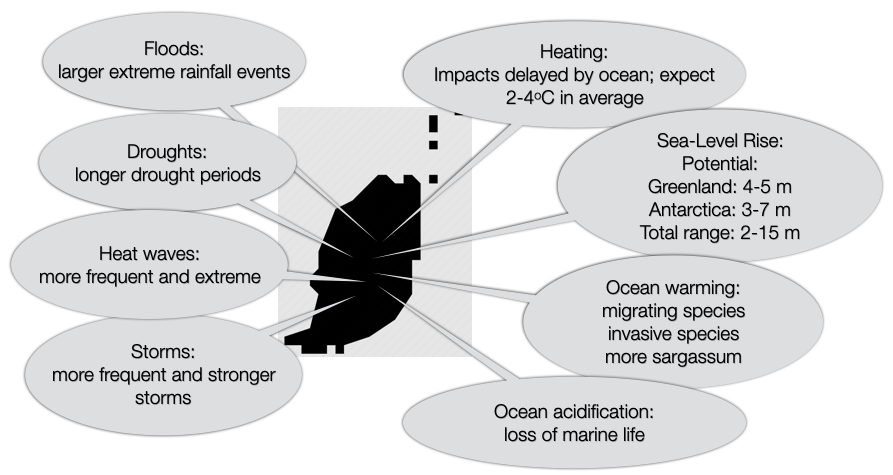 Floods:
larger extreme rainfall events
Droughts:
longer drought periods
Heat waves:
more frequent and extreme
Storms:
more frequent and stronger
storms
Heating:
Impacts delayed by ocean; expect
2-4ºC in average
Sea-Level Rise:
Potential:
Greenland: 4-5 m
Antarctica: 3-7 m
Total range: 2-15 m
Ocean warming:
migrating species
invasive species
more sargassum
Ocean acidification:
loss of marine life